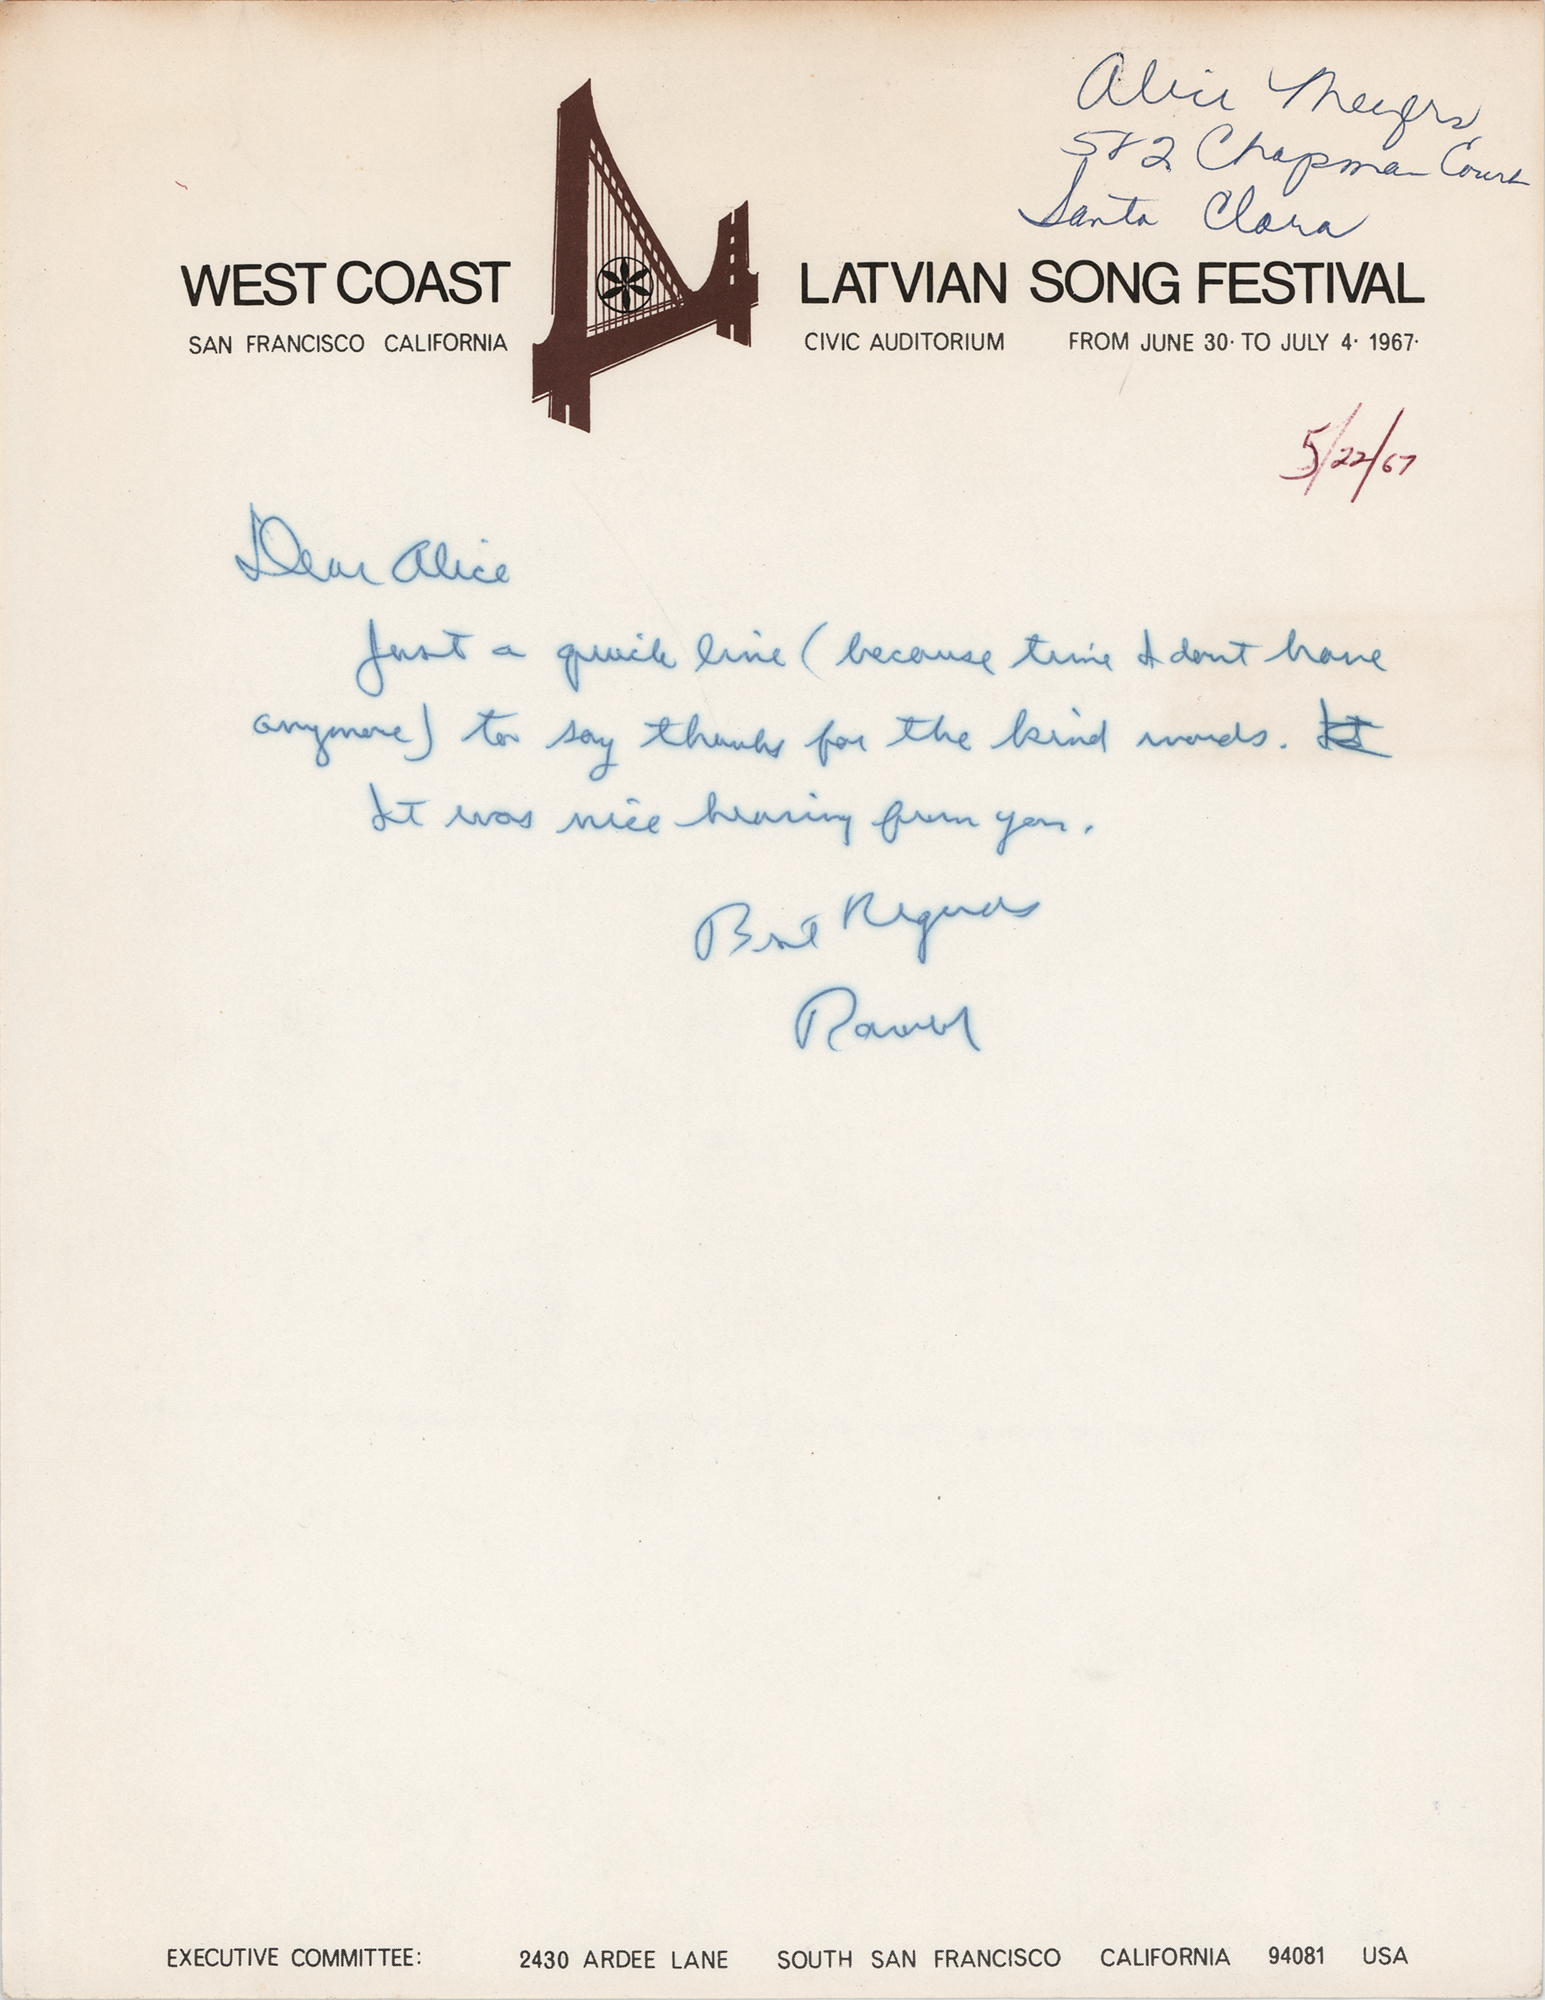 Alice Meyers
582 Chapman Court
Santa Clara
WEST COAST LATVIAN SONG FESTIVAL
SAN FRANCISCO CALIFORNIA CIVIC AUDITORIUM FROM JUNE 30· TO JULY 4· 1967·
5/22/67
Dear Alice
Just a quick line (because time I dont have
anymore) to say thanks for the kind words. It
It was nice hearing from you.
Best Regards
EXECUTIVE COMMITTEE: 2430 ARDEE LANE SOUTH SAN FRANCISCO CALIFORNIA 94081 USA